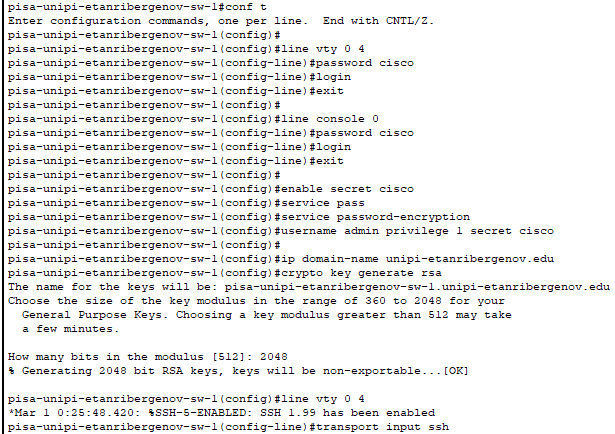 pisa-unipi-etanribergenov-sw-1#conf t
Enter configuration commands, one per line.  End with CNTL/Z.
pisa-unipi-etanribergenov-sw-1(config)#
pisa-unipi-etanribergenov-sw-1(config)#line vty 0 4
pisa-unipi-etanribergenov-sw-1(config-line)#password cisco
pisa-unipi-etanribergenov-sw-1(config-line)#login
pisa-unipi-etanribergenov-sw-1(config-line)#exit
pisa-unipi-etanribergenov-sw-1(config)#
pisa-unipi-etanribergenov-sw-1(config)#line console 0
pisa-unipi-etanribergenov-sw-1(config-line)#password cisco
pisa-unipi-etanribergenov-sw-1(config-line)#login
pisa-unipi-etanribergenov-sw-1(config-line)#exit
pisa-unipi-etanribergenov-sw-1(config)#
pisa-unipi-etanribergenov-sw-1(config)#enable secret cisco
pisa-unipi-etanribergenov-sw-1(config)#service pass
pisa-unipi-etanribergenov-sw-1(config)#service password-encryption
pisa-unipi-etanribergenov-sw-1(config)#username admin privilege 1 secret cisco
pisa-unipi-etanribergenov-sw-1(config)#
pisa-unipi-etanribergenov-sw-1(config)#ip domain-name unipi-etanribergenov.edu
pisa-unipi-etanribergenov-sw-1(config)#crypto key generate rsa
The name for the keys will be: pisa-unipi-etanribergenov-sw-1.unipi-etanribergenov.edu
Choose the size of the key modulus in the range of 360 to 2048 for your
  General Purpose Keys. Choosing a key modulus greater than 512 may take
  a few minutes.

How many bits in the modulus [512]: 2048
% Generating 2048 bit RSA keys, keys will be non-exportable...[OK]

pisa-unipi-etanribergenov-sw-1(config)#line vty 0 4
*Mar 1 0:25:48.420: %SSH-5-ENABLED: SSH 1.99 has been enabled
pisa-unipi-etanribergenov-sw-1(config-line)#transport input ssh